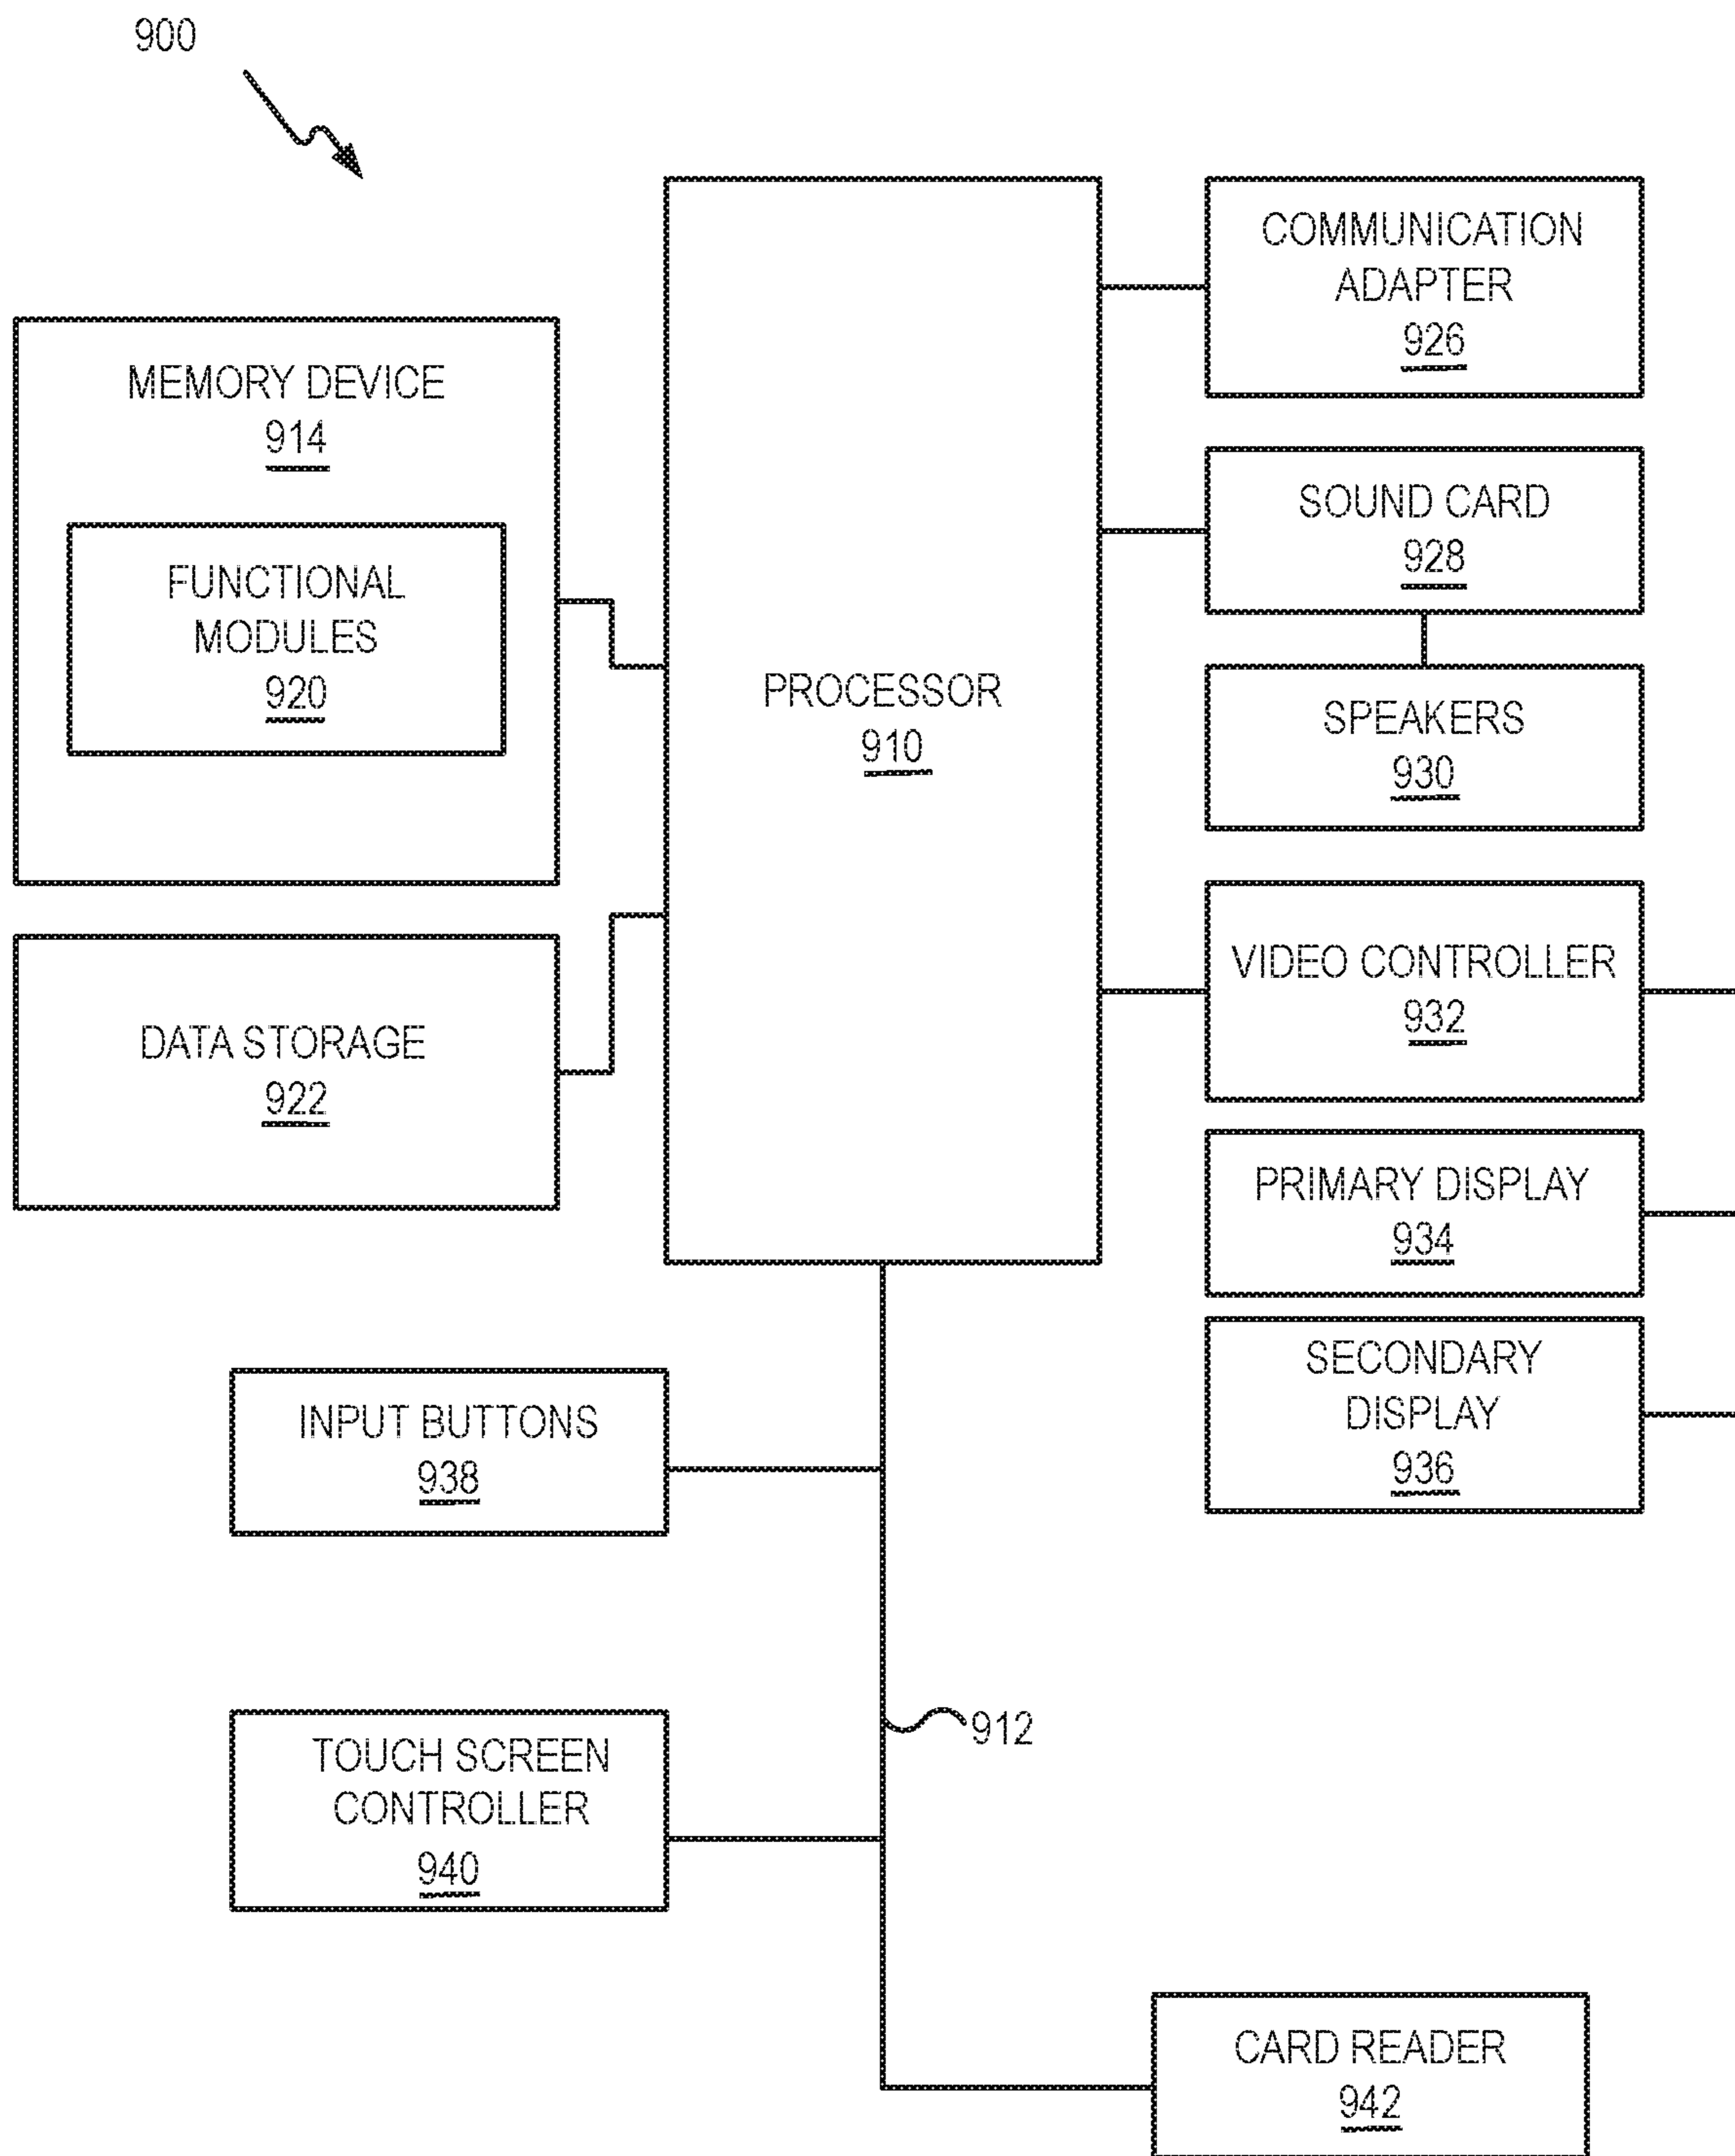 900
MEMORY DEVICE
914
FUNCTIONAL
MODULES
920
DATA STORAGE
922
PROCESSOR
910
COMMUNICATION
ADAPTER
926
SOUND CARD
928
SPEAKERS
930
VIDEO CONTROLLER
932
PRIMARY DISPLAY
934
SECONDARY
DISPLAY
936
INPUT BUTTONS
938
TOUCH SCREEN
CONTROLLER
940
912
CARD READER
942